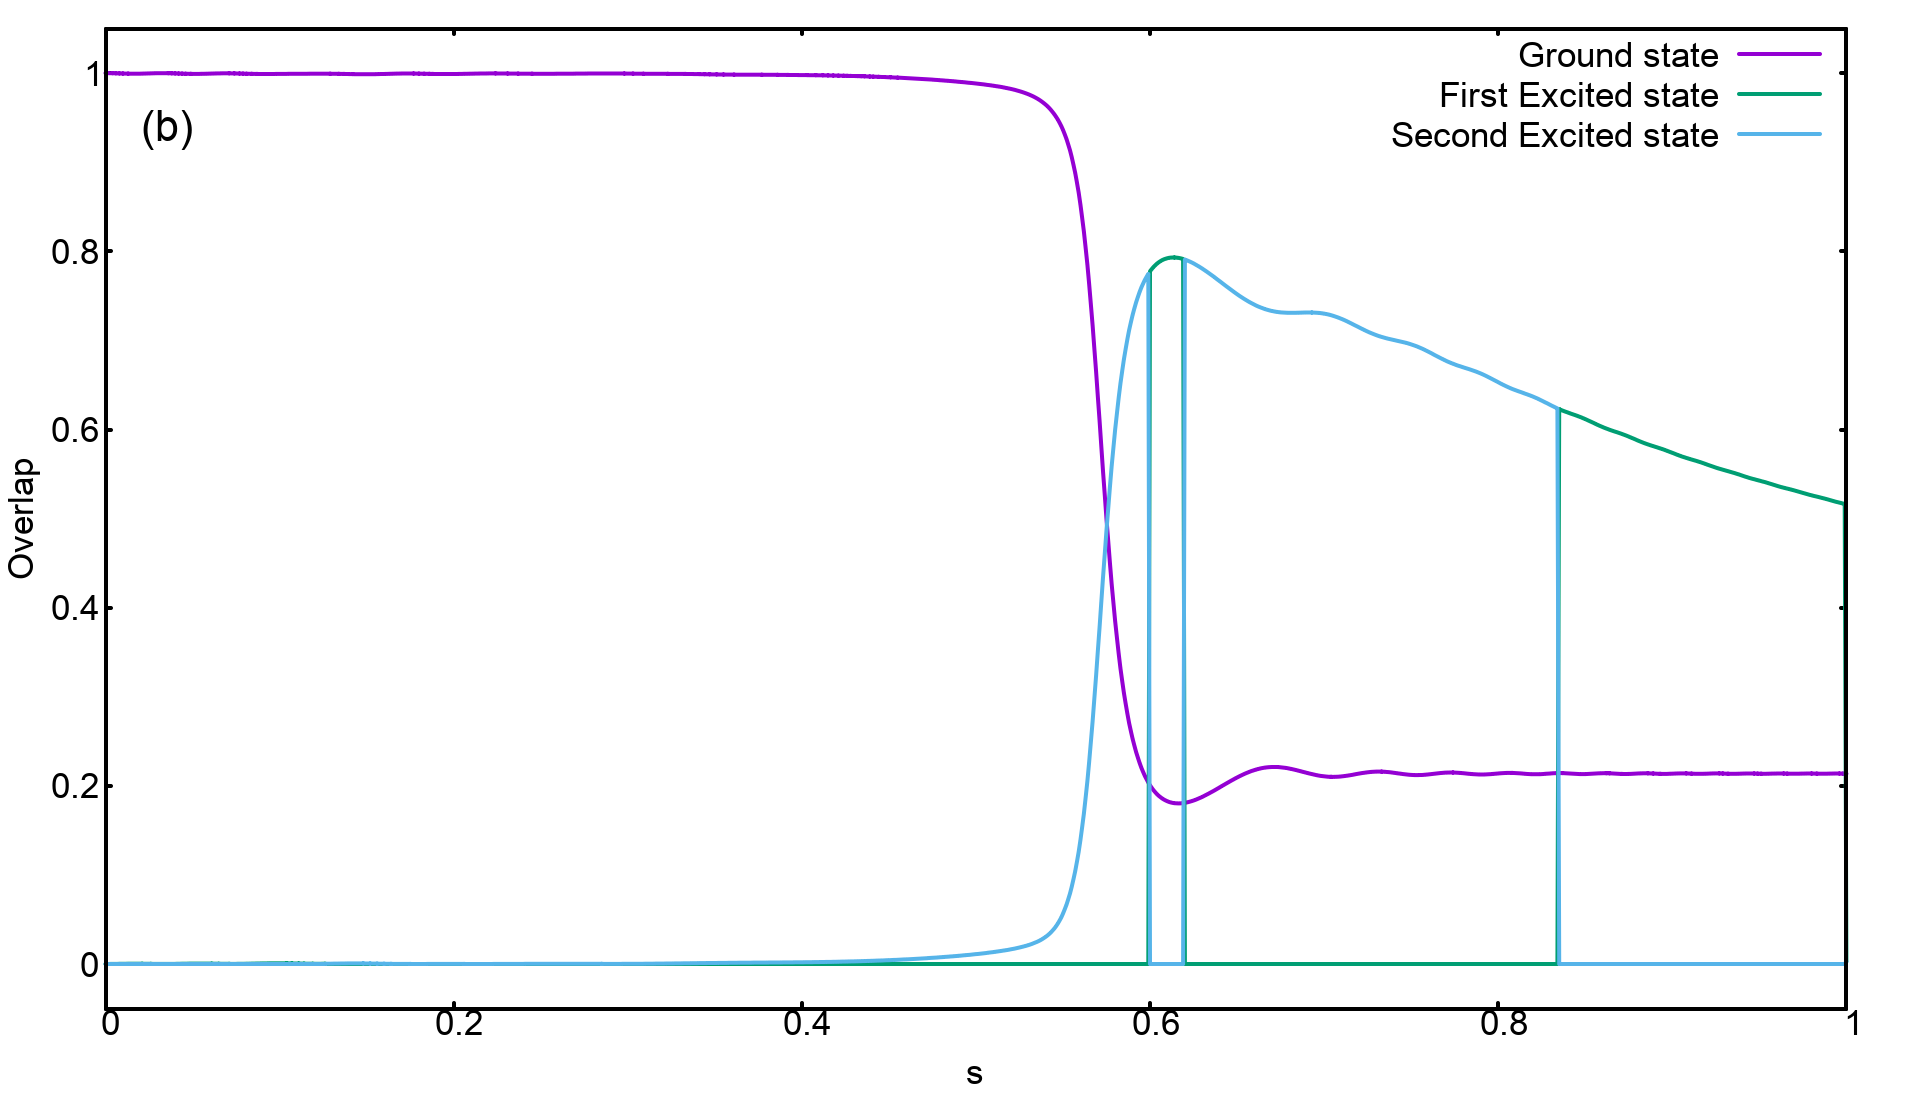 Ground state
First Excited state
Second Excited state
(b)
1
0.8
0.6
0.4
0.2
0
Overlap
0 0.2 0.4 0.6 0.8 1
s